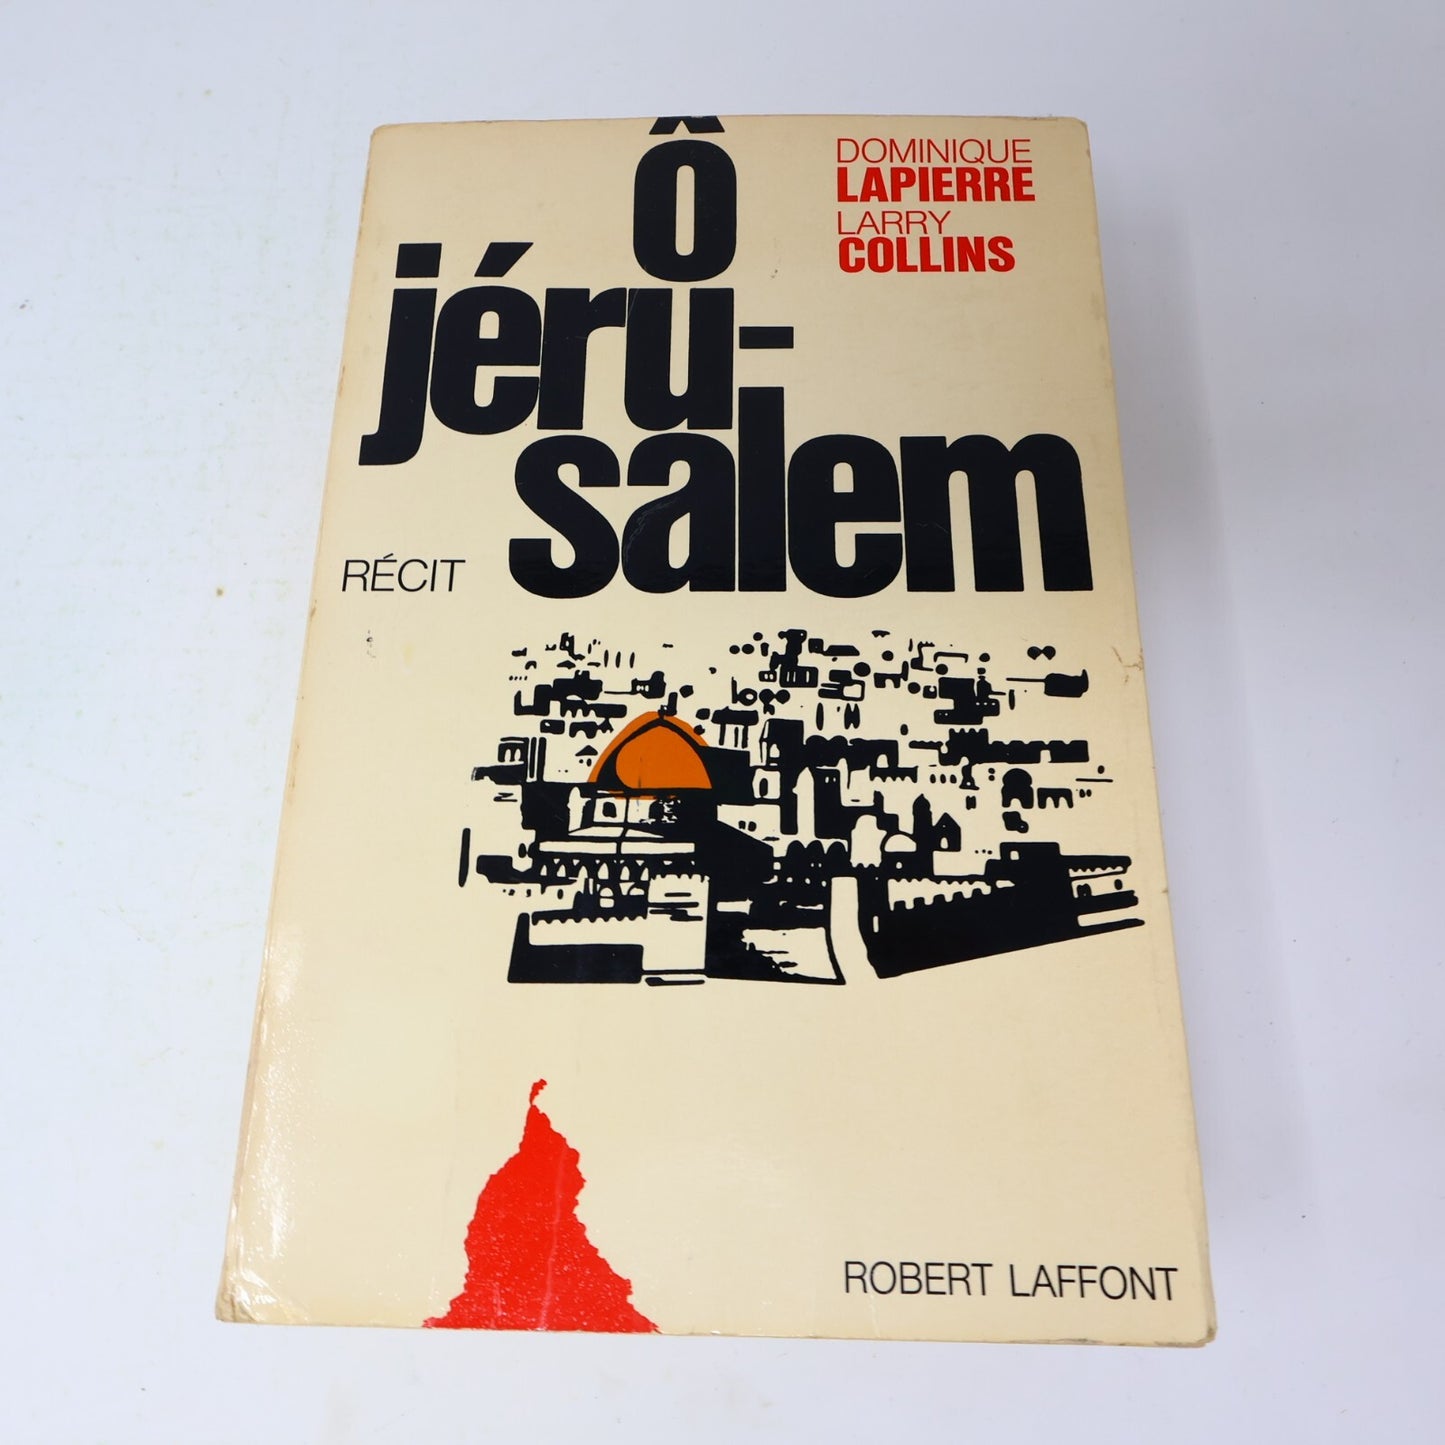 DOMINIQUE
LAPIERRE
LARRY
COLLINS
ô
jéru-
salem
RÉCIT
ROBERT LAFFONT